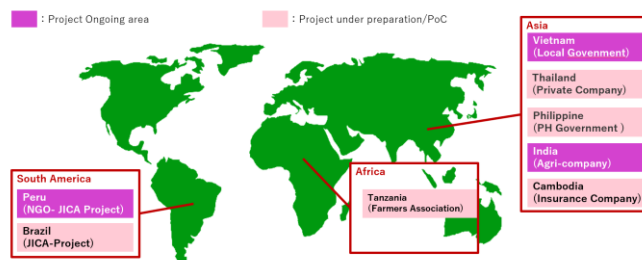 : Project Ongoing area
: Project under preparation/PoC
Asia
Vietnam
(Local Govenment)
Thailand
(Private Company)
Philippine
(PH Government )
India
(Agri-company)
Cambodia
(Insurance Company)
South America
Peru
(NGO- JICA Project)
Brazil
(JICA-Project)
Africa
Tanzania
(Farmers Association)